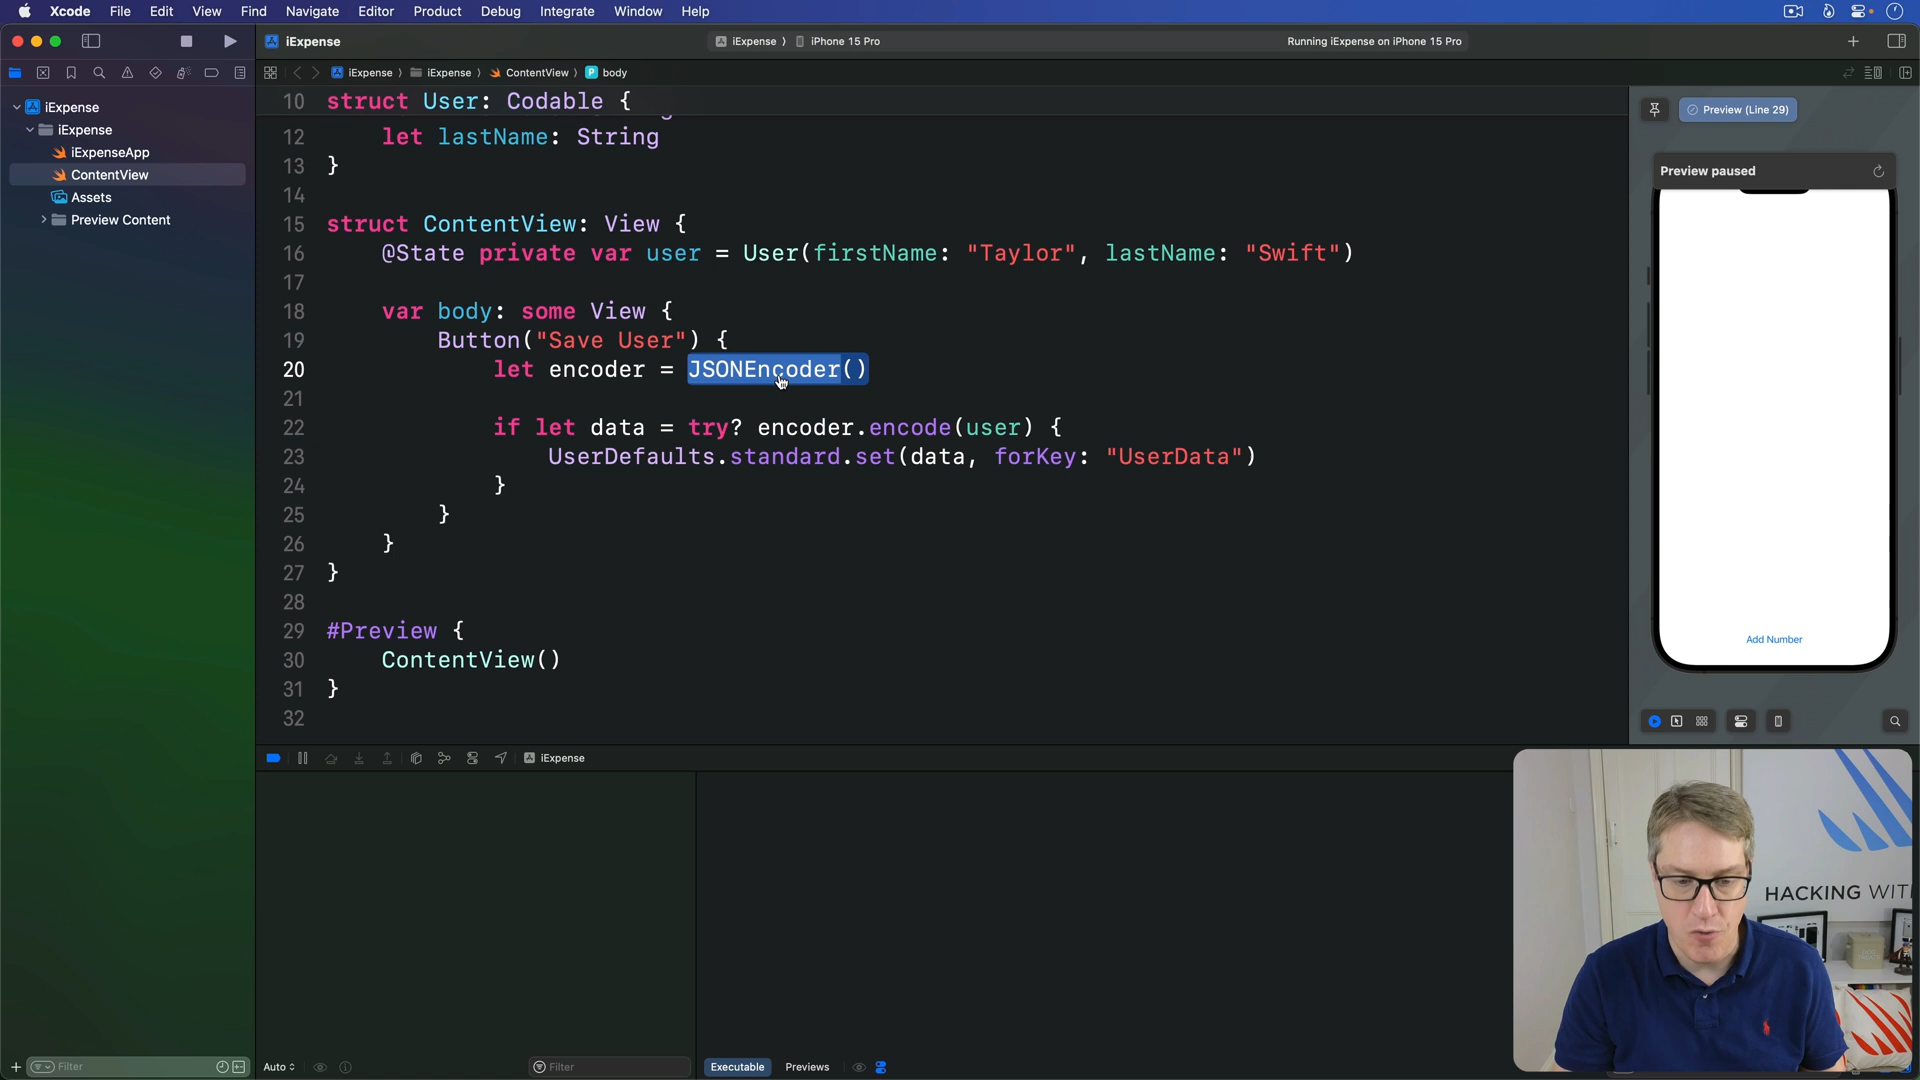 Xcode File Edit View Find Navigate Editor Product Debug Integrate Window Help
iExpense
iExpense ⟩ iPhone 15 Pro
Running iExpense on iPhone 15 Pro
iExpense ⟩ iExpense ⟩ ContentView ⟩ P body
iExpense
iExpense
iExpenseApp
ContentView
Assets
Preview Content
10 struct User: Codable {
12 let lastName: String
13 }
14
15 struct ContentView: View {
16 @State private var user = User(firstName: "Taylor", lastName: "Swift")
17
18 var body: some View {
19 Button("Save User") {
20 let encoder = JSONEncoder()
21
22 if let data = try? encoder.encode(user) {
23 UserDefaults.standard.set(data, forKey: "UserData")
24 }
25 }
26 }
27 }
28
29 #Preview {
30 ContentView()
31 }
32
Preview (Line 29)
Preview paused
Add Number
iExpense
HACKING WIT
Filter
Auto
Filter
Executable Previews